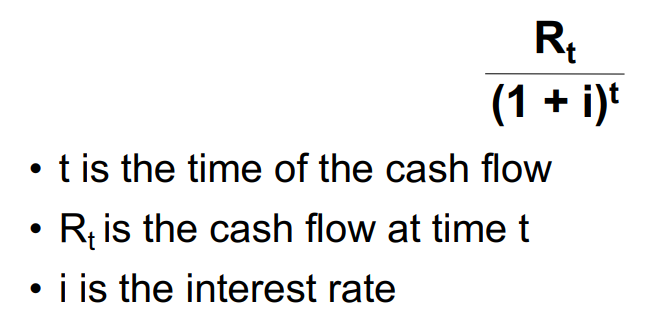 Rt
(1 + i)t
• t is the time of the cash flow
• Rt is the cash flow at time t
• i is the interest rate